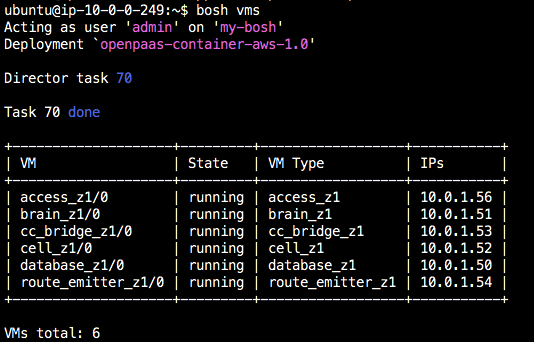 ubuntu@ip-10-0-0-249:~$ bosh vms
Acting as user 'admin' on 'my-bosh'
Deployment `openpaas-container-aws-1.0'

Director task 70

Task 70 done

+--------------------+---------+------------------+-----------+
| VM                 | State   | VM Type          | IPs       |
+--------------------+---------+------------------+-----------+
| access_z1/0        | running | access_z1        | 10.0.1.56 |
| brain_z1/0         | running | brain_z1         | 10.0.1.51 |
| cc_bridge_z1/0     | running | cc_bridge_z1     | 10.0.1.53 |
| cell_z1/0          | running | cell_z1          | 10.0.1.52 |
| database_z1/0      | running | database_z1      | 10.0.1.50 |
| route_emitter_z1/0 | running | route_emitter_z1 | 10.0.1.54 |
+--------------------+---------+------------------+-----------+

VMs total: 6